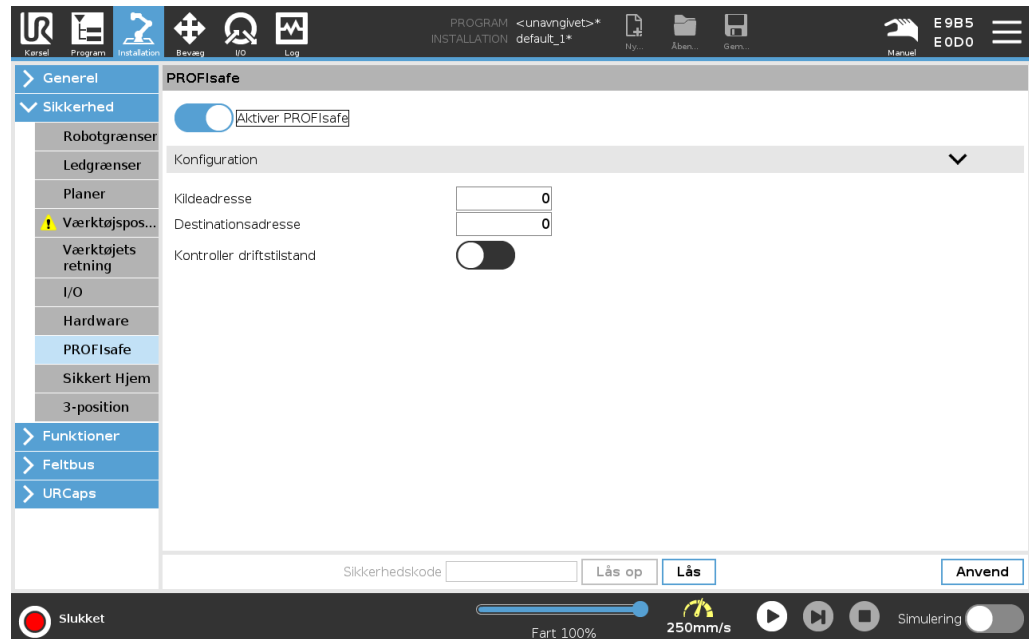 UR
Kørsel
Program
Installation
Bevæg
I/O
Log
PROGRAM <unavngivet>*
INSTALLATION default_1*
Ny...
Åben...
Gem...
Manuel
E9B5
E0D0
Generel
Sikkerhed
Robotgrænser
Ledgrænser
Planer
Værktøjspos...
Værktøjets
retning
I/O
Hardware
PROFIsafe
Sikkert Hjem
3-position
Funktioner
Feltbus
URCaps
PROFIsafe
Aktiver PROFIsafe
Konfiguration
Kildeadresse 0
Destinationsadresse 0
Kontroller driftstilstand
Sikkerhedskode Lås op Lås Anvend
Slukket
Fart 100%
250mm/s
Simulering